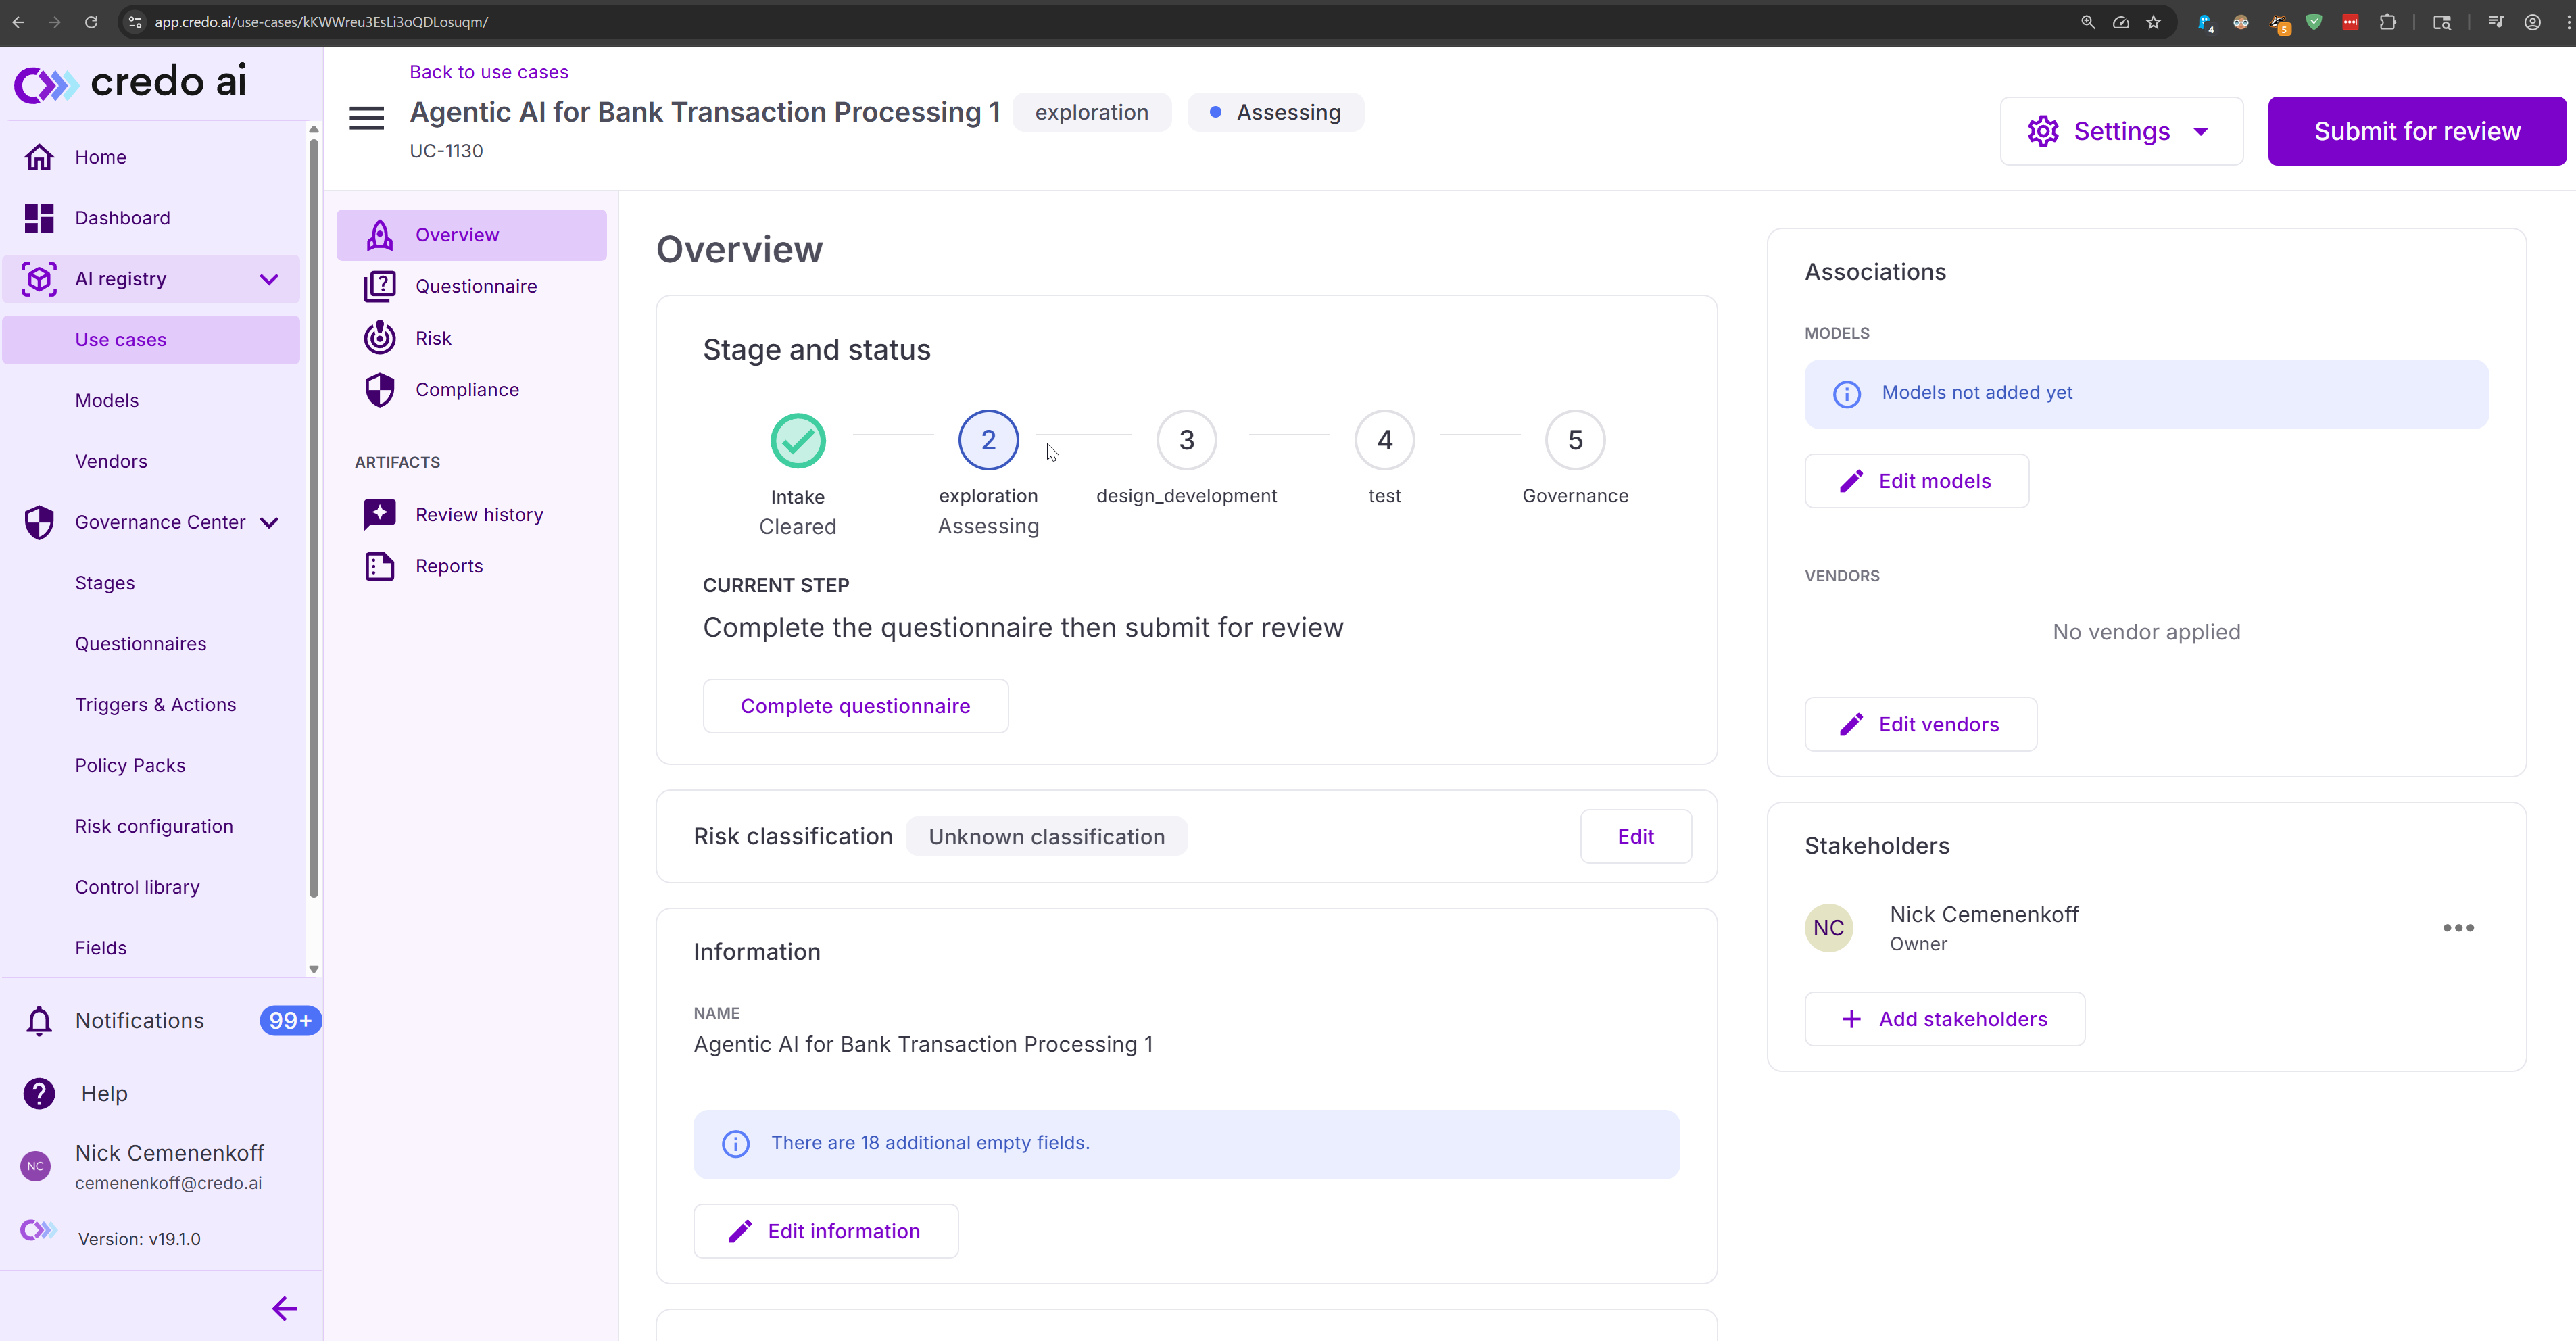 app.credo.ai/use-cases/kKWWreu3EsLi3oQDLosuqm/
4
5
credo ai
Home
Dashboard
AI registry
Use cases
Models
Vendors
Governance Center
Stages
Questionnaires
Triggers & Actions
Policy Packs
Risk configuration
Control library
Fields
Notifications
99+
Help
NC
Nick Cemenenkoff
cemenenkoff@credo.ai
Version: v19.1.0
Back to use cases
Agentic AI for Bank Transaction Processing 1
exploration
Assessing
UC-1130
Settings
Submit for review
Overview
Questionnaire
Risk
Compliance
ARTIFACTS
Review history
Reports
Overview
Stage and status
2
3
4
5
Intake
exploration
design_development
test
Governance
Cleared
Assessing
CURRENT STEP
Complete the questionnaire then submit for review
Complete questionnaire
Risk classification
Unknown classification
Edit
Information
NAME
Agentic AI for Bank Transaction Processing 1
There are 18 additional empty fields.
Edit information
Associations
MODELS
Models not added yet
Edit models
VENDORS
No vendor applied
Edit vendors
Stakeholders
NC
Nick Cemenenkoff
Owner
Add stakeholders